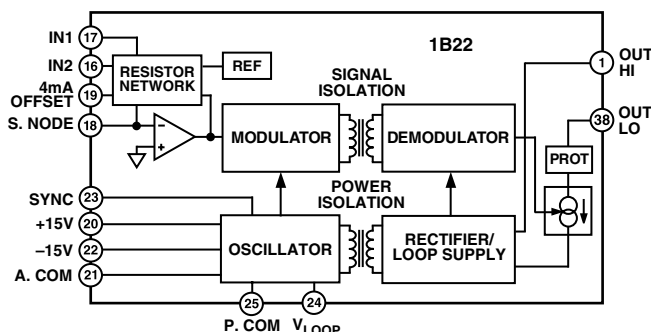 1B22
IN1
17
IN2
16
4mA
OFFSET
19
S. NODE
18
RESISTOR
NETWORK
REF
–
+
SIGNAL
ISOLATION
MODULATOR
DEMODULATOR
1
OUT
HI
38
OUT
LO
PROT
SYNC
23
+15V
20
–15V
22
A. COM
21
POWER
ISOLATION
OSCILLATOR
RECTIFIER/
LOOP SUPPLY
25
P. COM
24
VLOOP